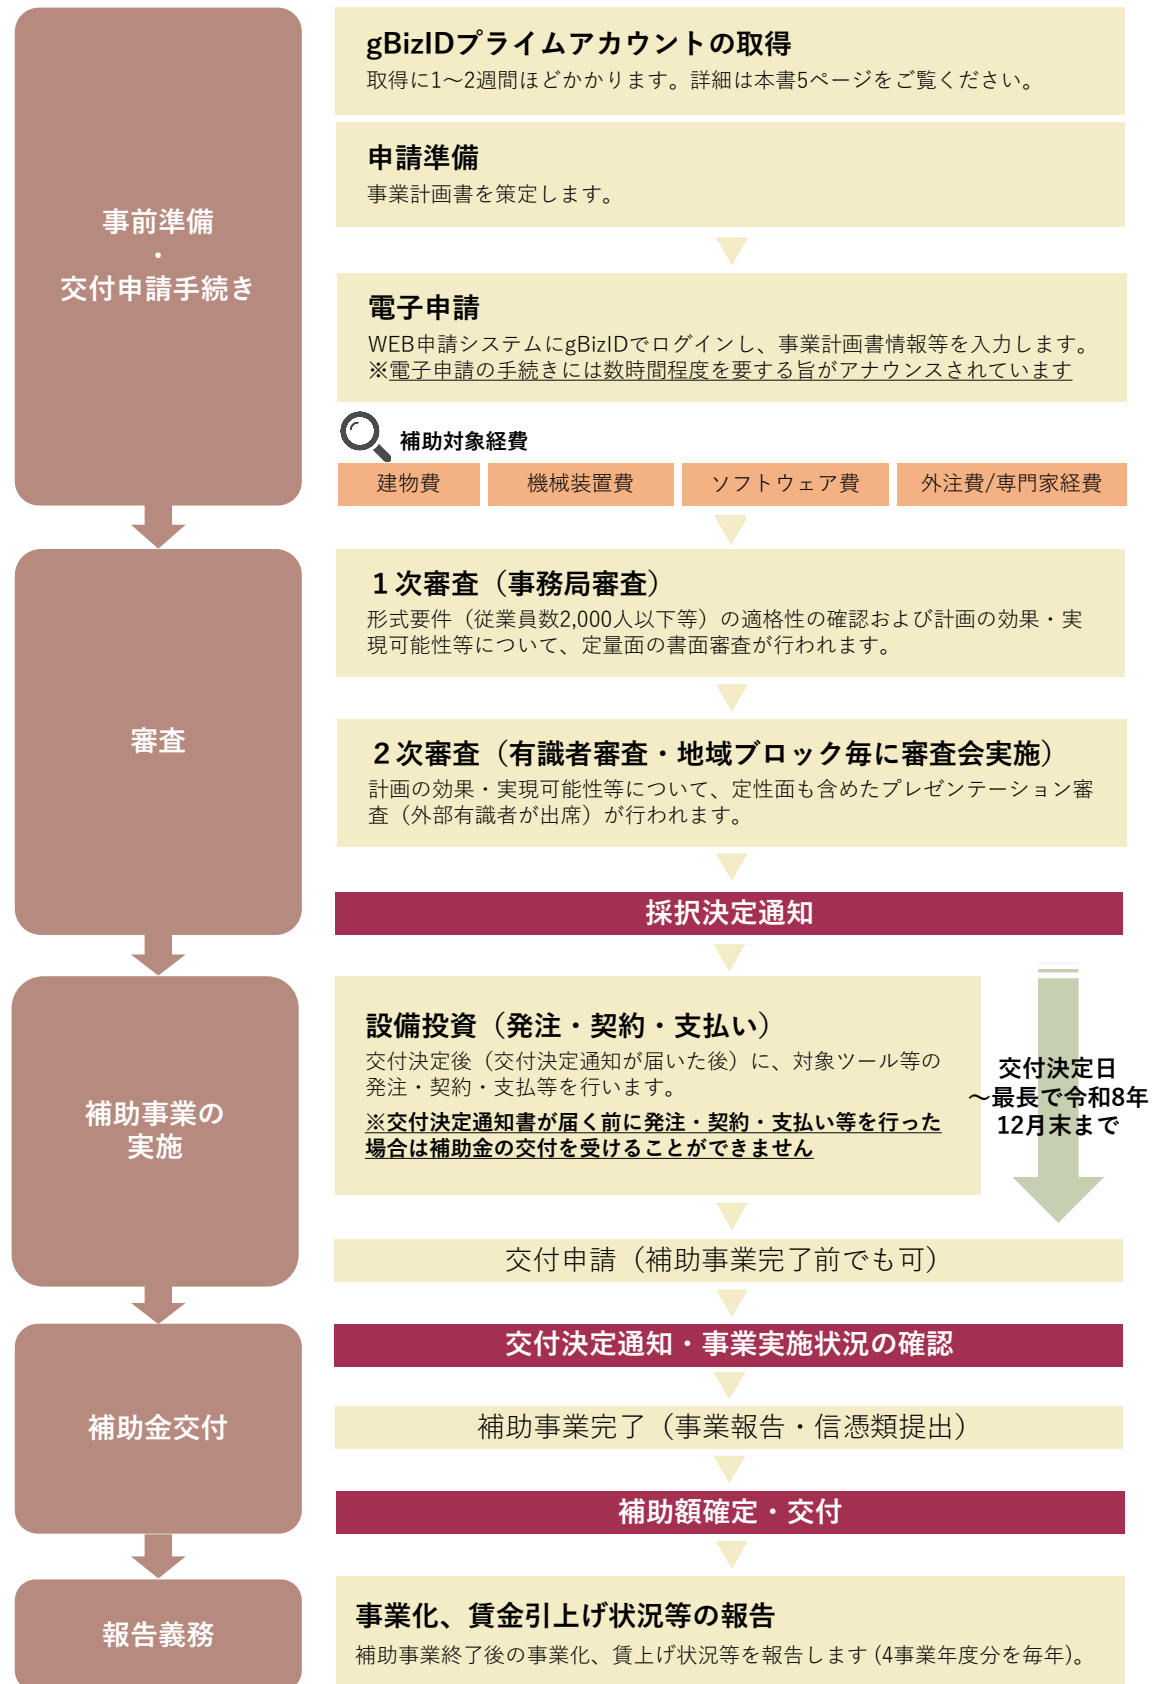 事前準備
・
交付申請手続き
gBizIDプライムアカウントの取得
取得に1～2週間ほどかかります。詳細は本書5ページをご覧ください。
申請準備
事業計画書を策定します。
電子申請
WEB申請システムにgBizIDでログインし、事業計画書情報等を入力します。
※電子申請の手続きには数時間程度を要する旨がアナウンスされています
補助対象経費
建物費
機械装置費
ソフトウェア費
外注費/専門家経費
審査
１次審査（事務局審査）
形式要件（従業員数2,000人以下等）の適格性の確認および計画の効果・実
現可能性等について、定量面の書面審査が行われます。
２次審査（有識者審査・地域ブロック毎に審査会実施）
計画の効果・実現可能性等について、定性面も含めたプレゼンテーション審
査（外部有識者が出席）が行われます。
採択決定通知
補助事業の
実施
設備投資（発注・契約・支払い）
交付決定後（交付決定通知が届いた後）に、対象ツール等の
発注・契約・支払等を行います。
※交付決定通知書が届く前に発注・契約・支払い等を行った
場合は補助金の交付を受けることができません
交付決定日
～最長で令和8年
12月末まで
交付申請（補助事業完了前でも可）
補助金交付
交付決定通知・事業実施状況の確認
補助事業完了（事業報告・信憑類提出）
補助額確定・交付
報告義務
事業化、賃金引上げ状況等の報告
補助事業終了後の事業化、賃上げ状況等を報告します (4事業年度分を毎年)。